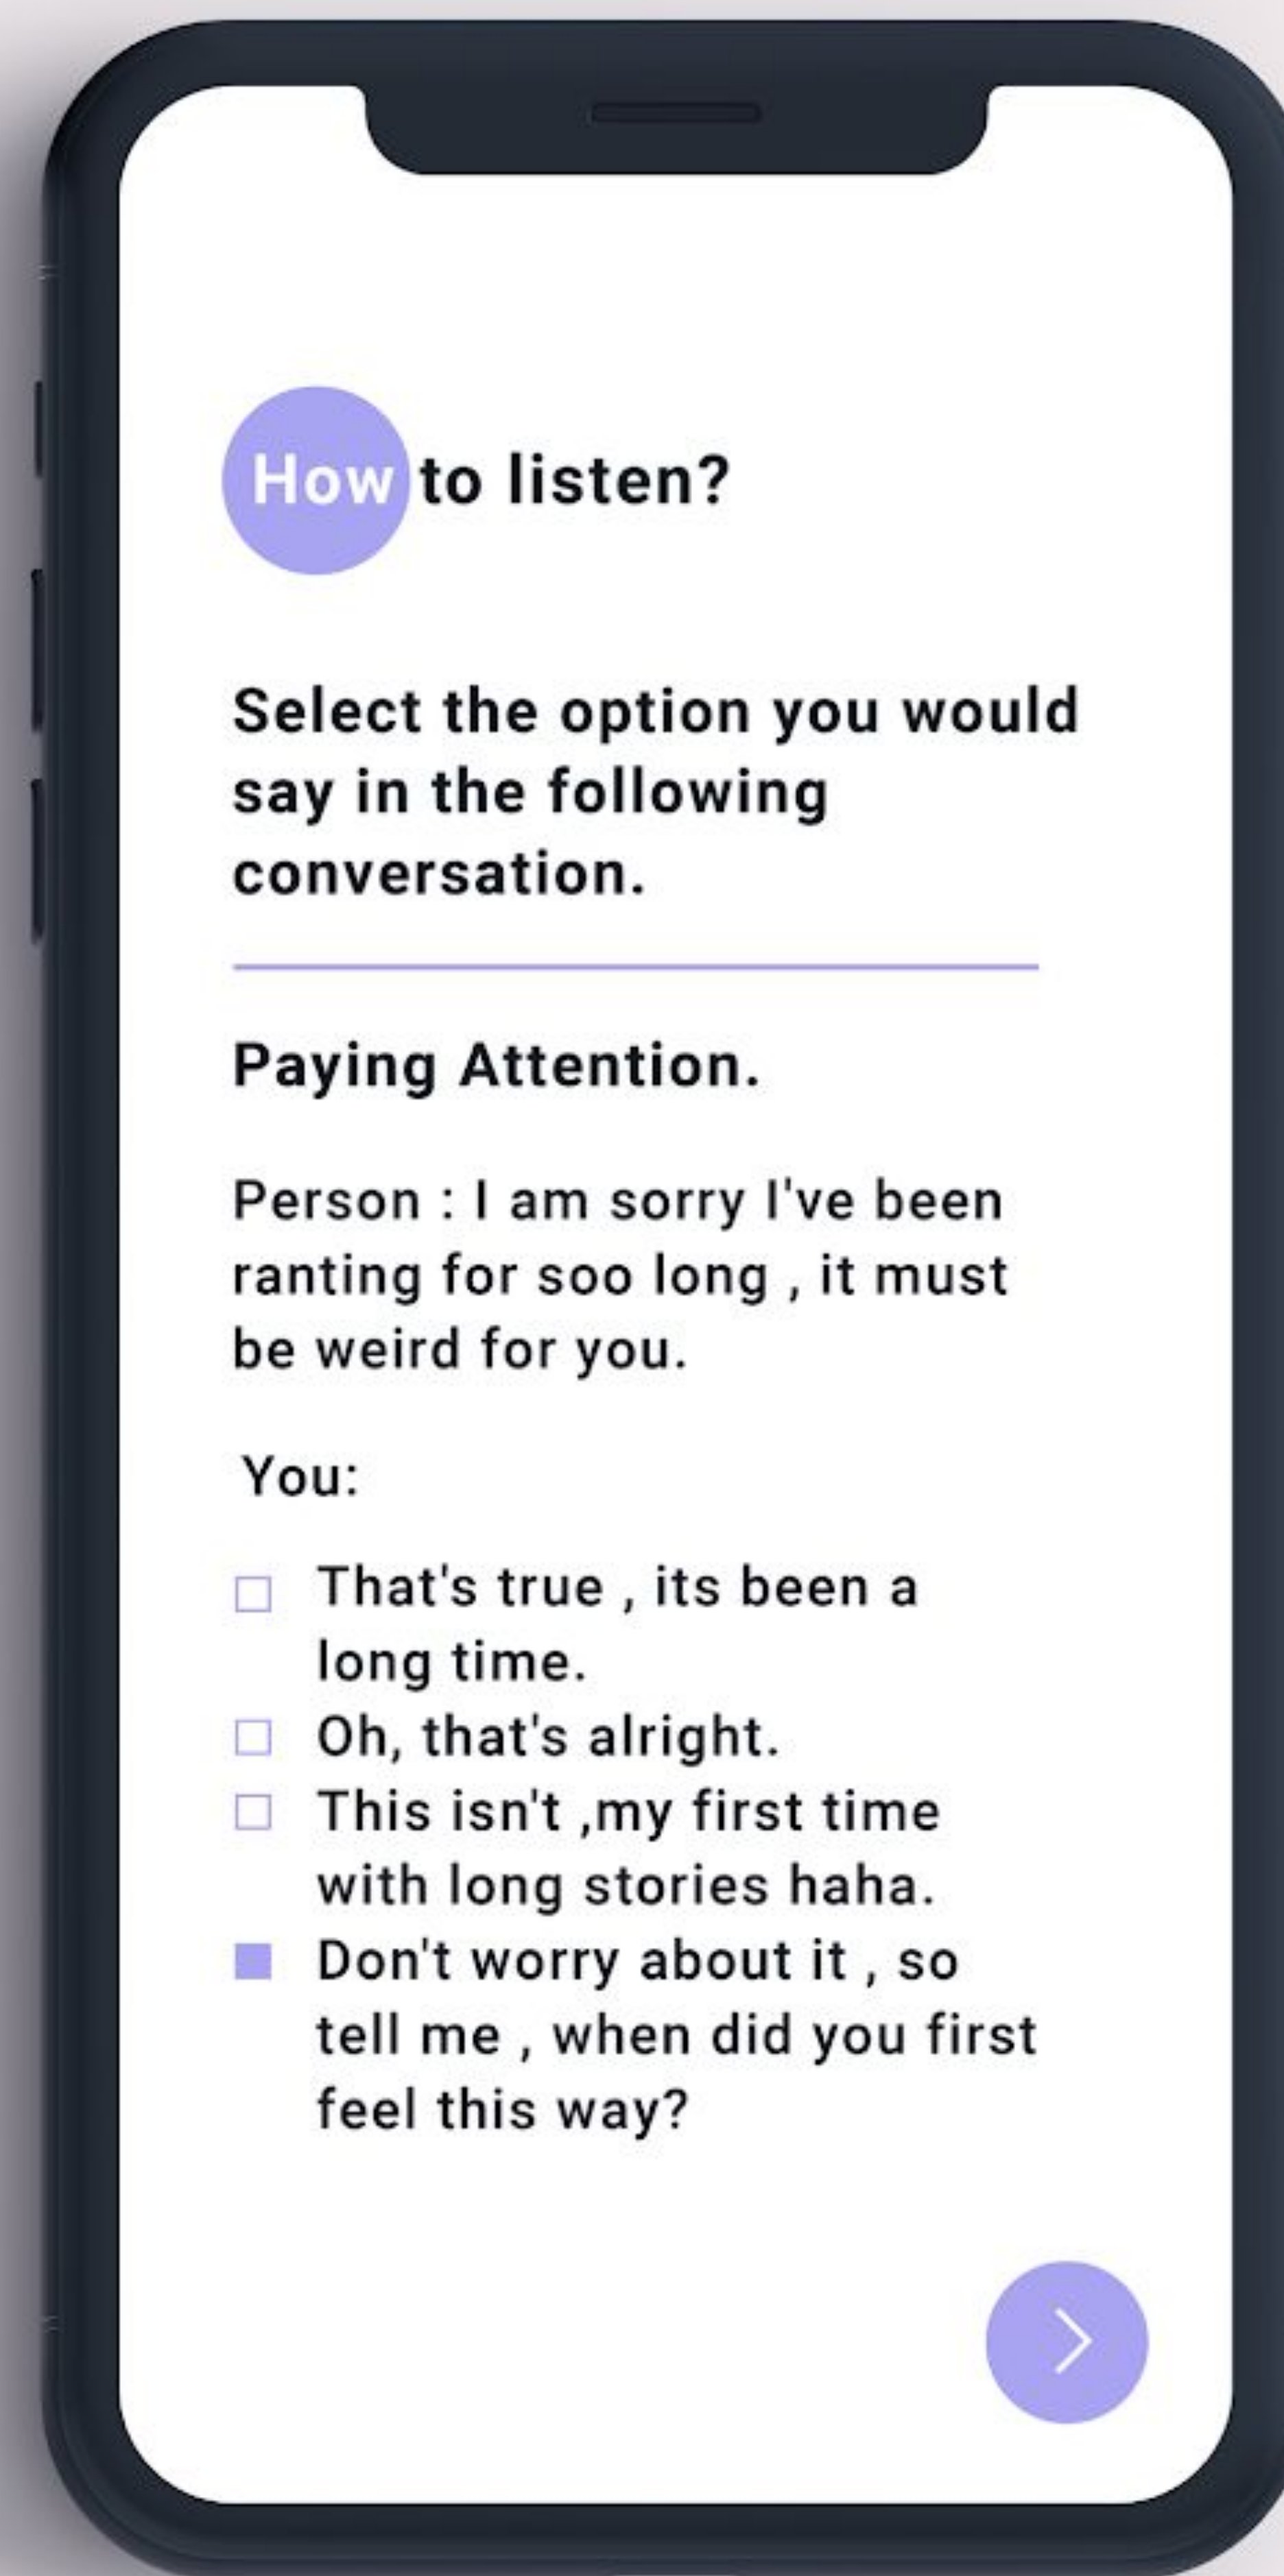 How to listen?
Select the option you would
say in the following
conversation.
Paying Attention.
Person : I am sorry I've been
ranting for soo long , it must
be weird for you.
You:
That's true , its been a
long time.
Oh, that's alright.
This isn't ,my first time
with long stories haha.
Don't worry about it , so
tell me , when did you first
feel this way?